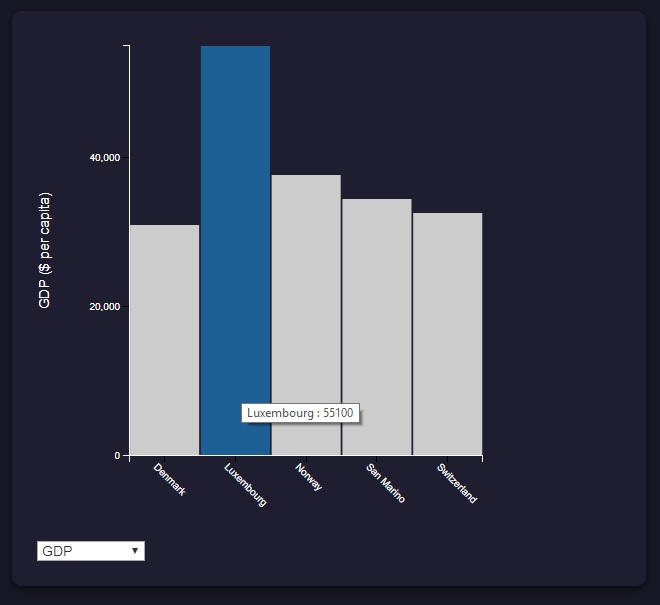 GDP ($ per capita)
40,000
20,000
0
Luxembourg : 55100
Denmark
Luxembourg
Norway
San Marino
Switzerland
GDP